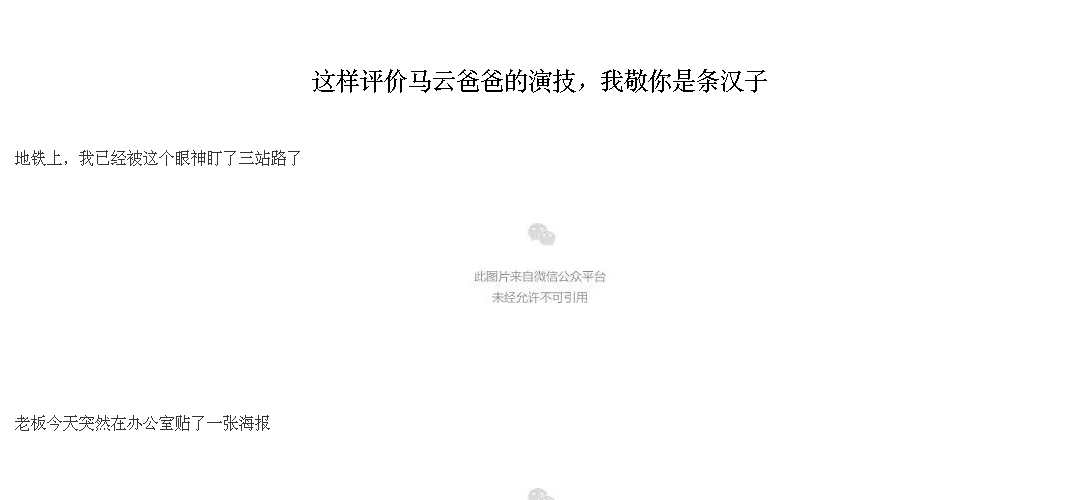 这样评价马云爸爸的演技，我敬你是条汉子
地铁上，我已经被这个眼神盯了三站路了
此图片来自微信公众平台
未经允许不可引用
老板今天突然在办公室贴了一张海报